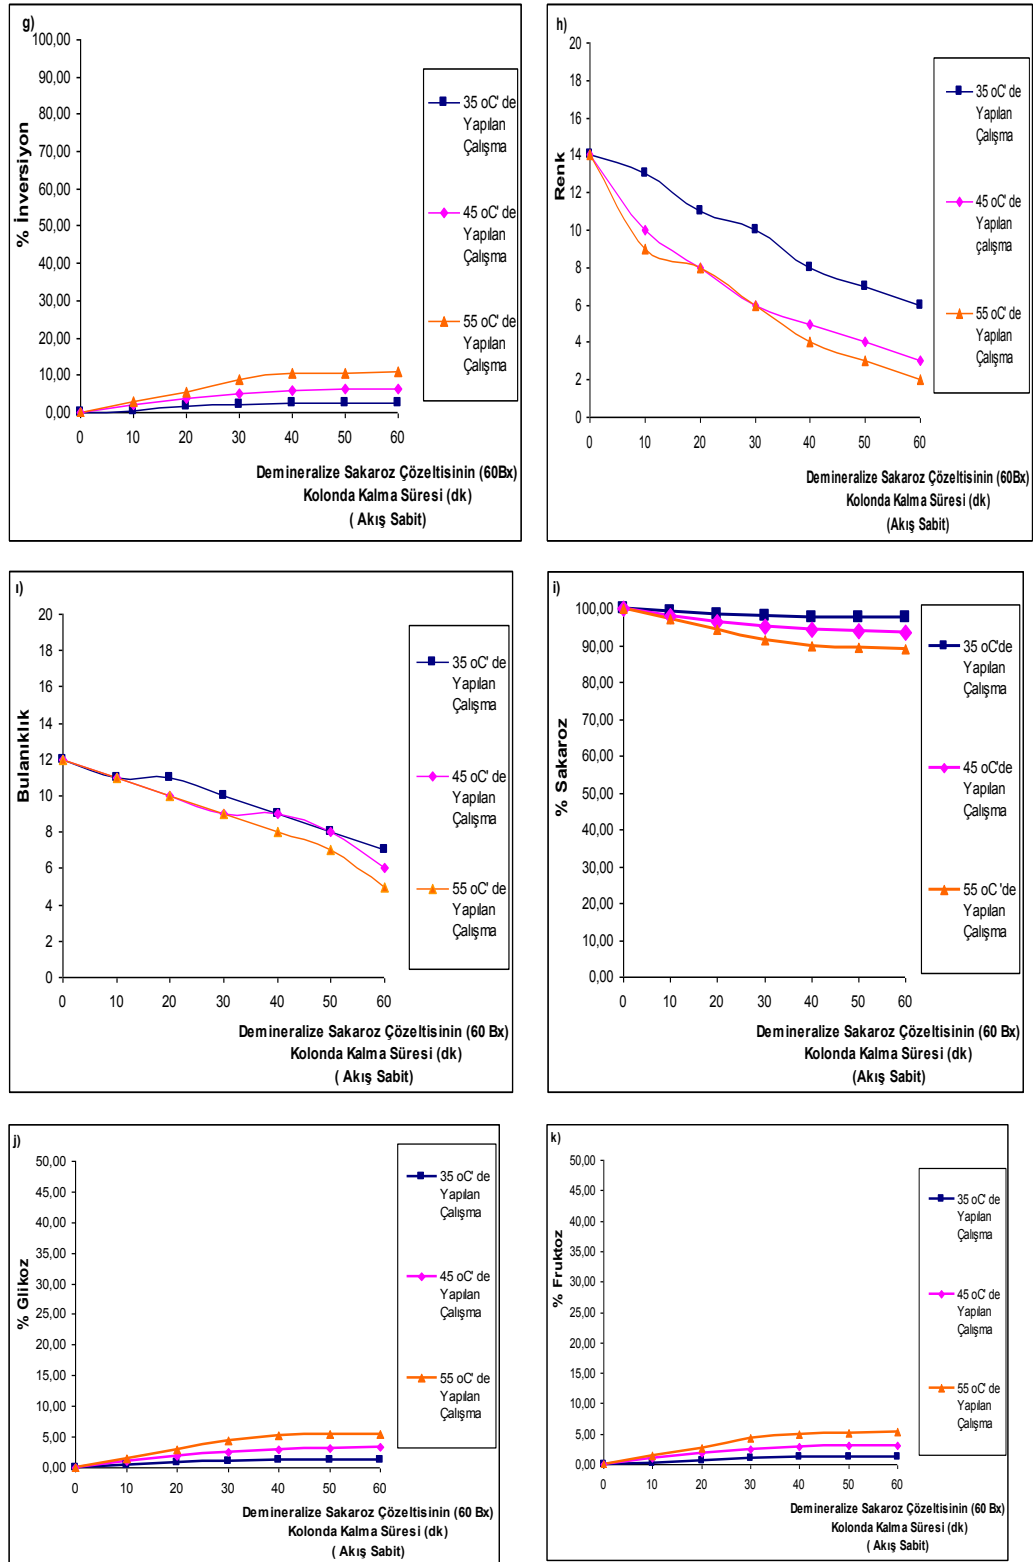 g)
100,00
90,00
80,00
70,00
60,00
50,00
40,00
30,00
20,00
10,00
0,00
% İnversiyon
0 10 20 30 40 50 60
Demineralize Sakaroz Çözeltisinin (60Bx)
Kolonda Kalma Süresi (dk)
( Akış Sabit)
35 oC' de
Yapılan
Çalışma
45 oC' de
Yapılan
Çalışma
55 oC' de
Yapılan
Çalışma
h)
20
18
16
14
12
10
8
6
4
2
0
Renk
0 10 20 30 40 50 60
Demineralize Sakaroz Çözeltisinin (60Bx)
Kolonda Kalma Süresi (dk)
(Akış Sabit)
35 oC' de
Yapılan
Çalışma
45 oC' de
Yapılan
çalışma
55 oC' de
Yapılan
Çalışma
ı)
20
18
16
14
12
10
8
6
4
2
0
Bulanıklık
0 10 20 30 40 50 60
Demineralize Sakaroz Çözeltisinin (60 Bx)
Kolonda Kalma Süresi (dk)
( Akış Sabit)
35 oC' de
Yapılan
Çalışma
45 oC' de
Yapılan
Çalışma
55 oC' de
Yapılan
Çalışma
i)
100,00
90,00
80,00
70,00
60,00
50,00
40,00
30,00
20,00
10,00
0,00
% Sakaroz
0 10 20 30 40 50 60
Demineralize Sakaroz Çözeltisinin (60 Bx)
Kolonda Kalma Süresi (dk)
(Akış Sabit)
35 oC'de
Yapılan
Çalışma
45 oC'de
Yapılan
Çalışma
55 oC 'de
Yapılan
Çalışma
j)
50,00
45,00
40,00
35,00
30,00
25,00
20,00
15,00
10,00
5,00
0,00
% Glikoz
0 10 20 30 40 50 60
Demineralize Sakaroz Çözeltisinin (60 Bx)
Kolonda Kalma Süresi (dk)
( Akış Sabit)
35 oC' de
Yapılan
Çalışma
45 oC' de
Yapılan
Çalışma
55 oC' de
Yapılan
Çalışma
k)
50,00
45,00
40,00
35,00
30,00
25,00
20,00
15,00
10,00
5,00
0,00
% Fruktoz
0 10 20 30 40 50 60
Demineralize Sakaroz Çözeltisinin (60 Bx)
Kolonda Kalma Süresi (dk)
( Akış Sabit)
35 oC' de
Yapılan
Çalışma
45 oC' de
Yapılan
Çalışma
55 oC' de
Yapılan
Çalışma